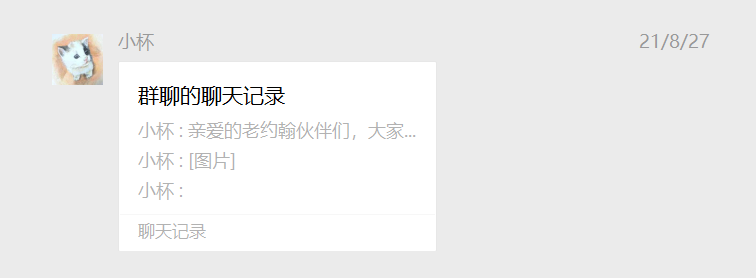 小杯
21/8/27
群聊的聊天记录
小杯 : 亲爱的老约翰伙伴们，大家...
小杯 : [图片]
小杯 :
聊天记录